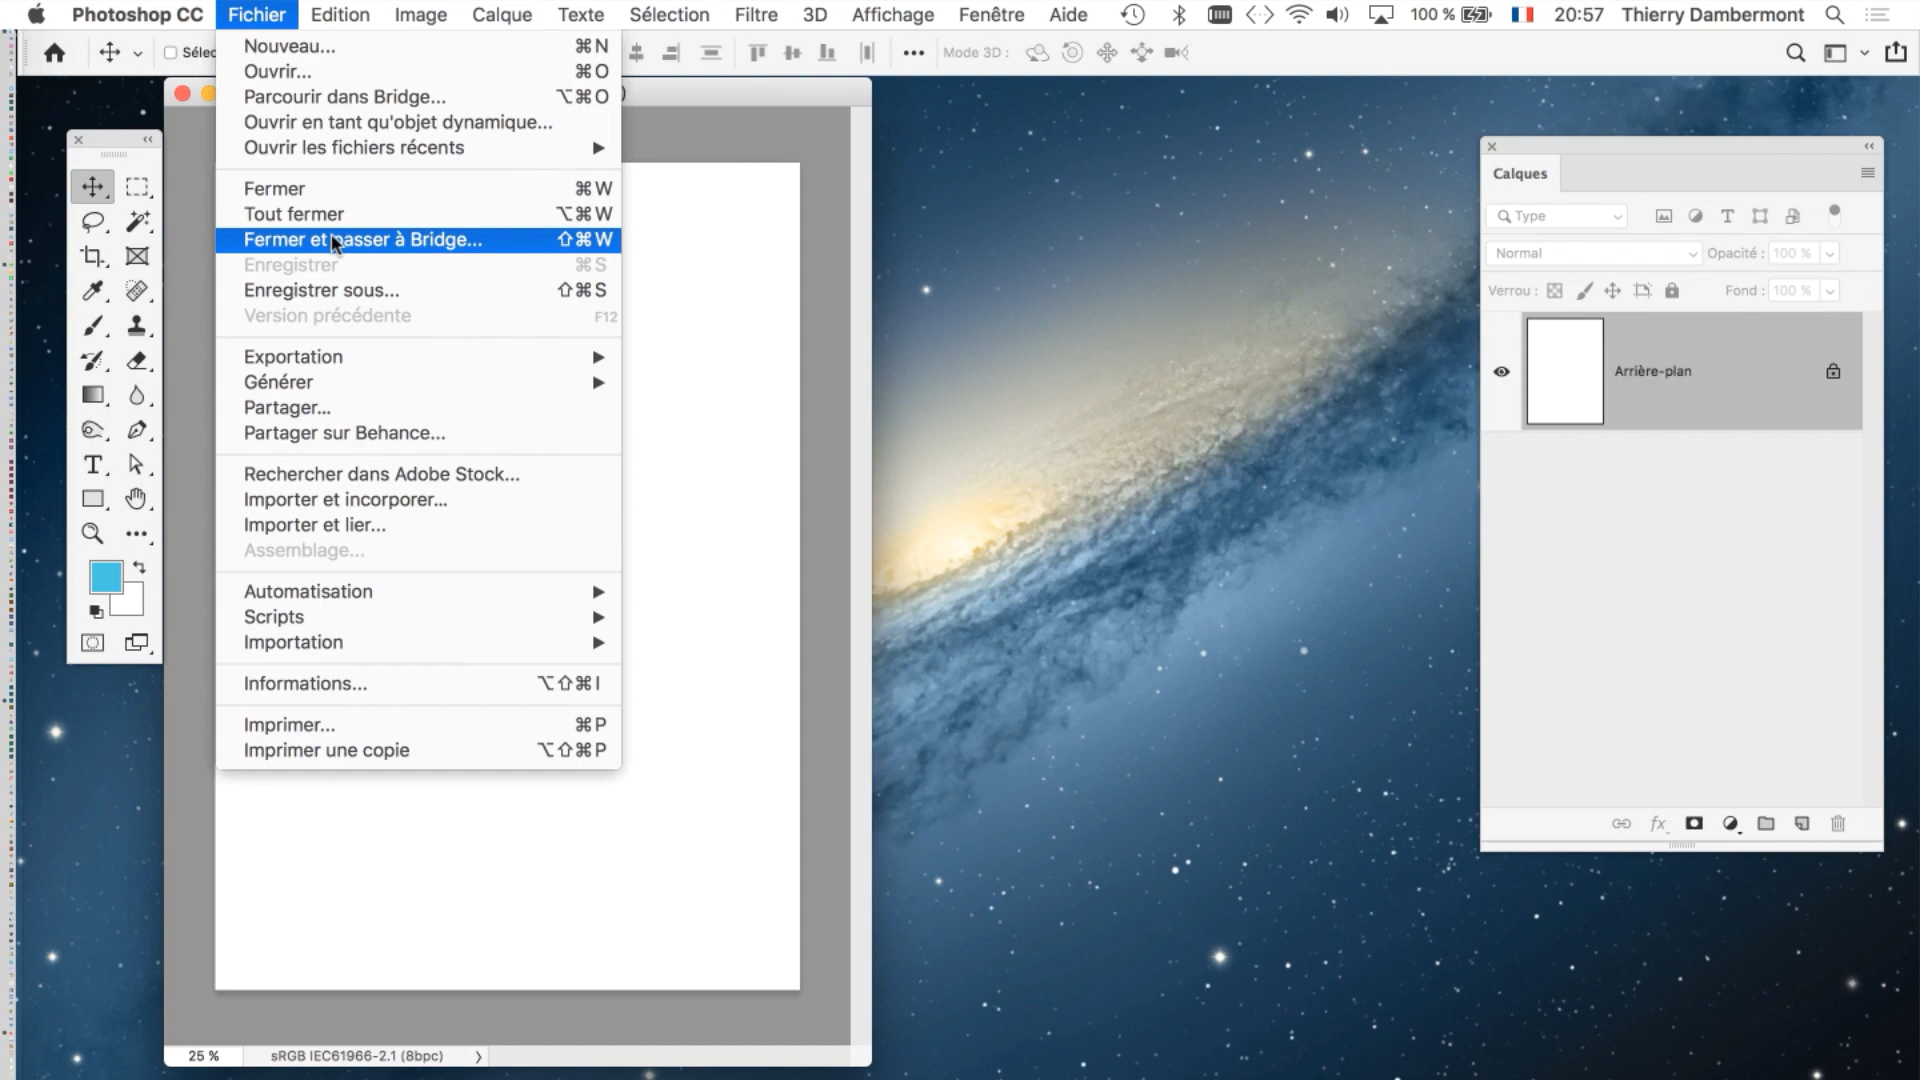 Photoshop CC Fichier Edition Image Calque Texte Sélection Filtre 3D Affichage Fenêtre Aide 100 % 20:57 Thierry Dambermont
Mode 3D :
Nouveau... ⌘N
Ouvrir... ⌘O
Parcourir dans Bridge... ⌥⌘O
Ouvrir en tant qu'objet dynamique...
Ouvrir les fichiers récents ▶
Fermer ⌘W
Tout fermer ⌥⌘W
Fermer et passer à Bridge... ⇧⌘W
Enregistrer ⌘S
Enregistrer sous... ⇧⌘S
Version précédente F12
Exportation ▶
Générer ▶
Partager...
Partager sur Behance...
Rechercher dans Adobe Stock...
Importer et incorporer...
Importer et lier...
Assemblage...
Automatisation ▶
Scripts ▶
Importation ▶
Informations... ⌥⇧⌘I
Imprimer... ⌘P
Imprimer une copie ⌥⇧⌘P
25 % sRGB IEC61966-2.1 (8bpc)
Calques
Type
Normal Opacité : 100 %
Verrou : Fond : 100 %
Arrière-plan
fx